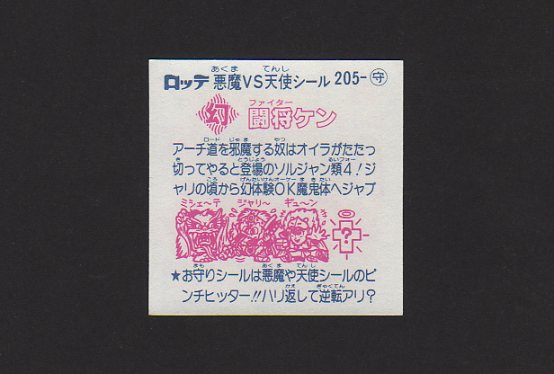 ロッテ 悪魔VS天使シール 205-守
幻 闘将ケン
アーチ道を邪魔する奴はオイラがたたっ
切ってやると登場のソルジャン類4!ジ
ャリの頃から幻体験OK魔鬼体へジャプ
ミシェ〜テ ジャリ〜 ギュ〜ン
?
★お守りシールは悪魔や天使シールのピ
ンチヒッター!!ハリ返して逆転アリ?